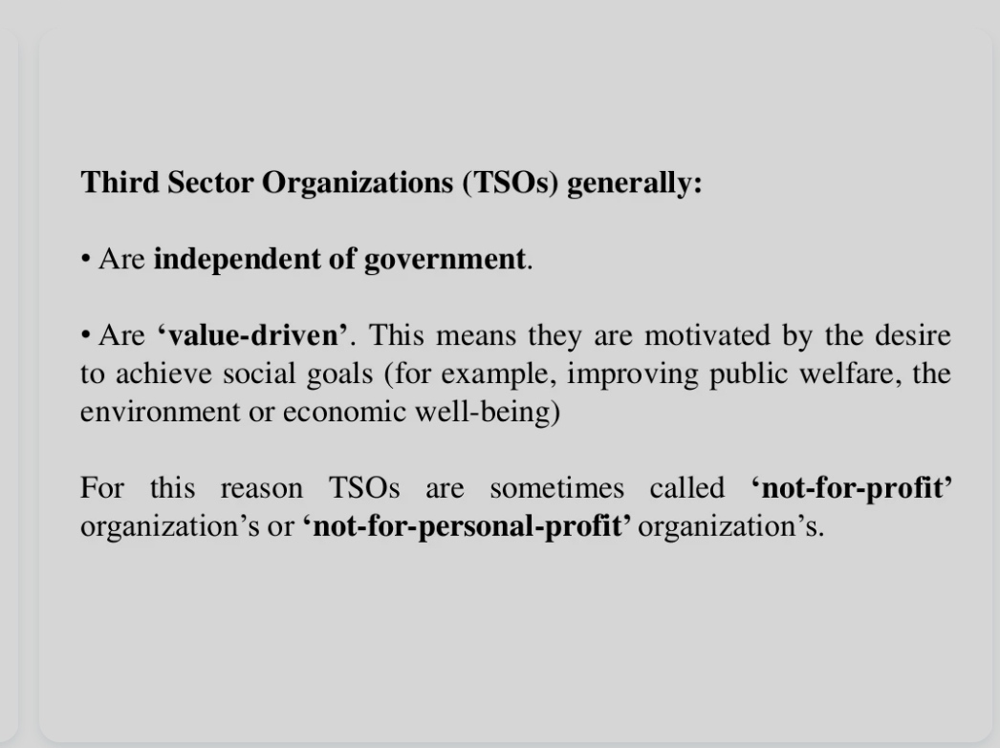 Third Sector Organizations (TSOs) generally:
• Are independent of government.
• Are ‘value-driven’. This means they are motivated by the desire
to achieve social goals (for example, improving public welfare, the
environment or economic well-being)
For this reason TSOs are sometimes called ‘not-for-profit’
organization’s or ‘not-for-personal-profit’ organization’s.